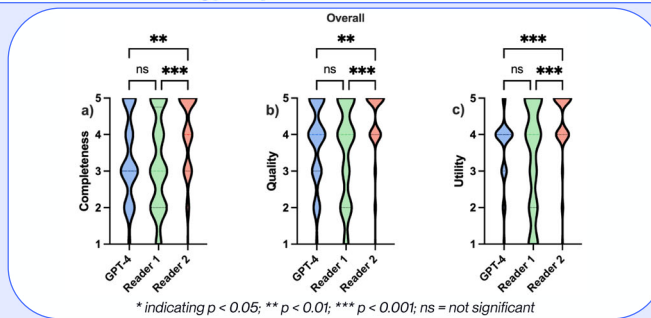 Overall
**
ns
***
a)
Completeness
5
4
3
2
1
GPT-4
Reader 1
Reader 2
**
ns
***
b)
Quality
5
4
3
2
1
GPT-4
Reader 1
Reader 2
***
ns
***
c)
Utility
5
4
3
2
1
GPT-4
Reader 1
Reader 2
* indicating p < 0.05; ** p < 0.01; *** p < 0.001; ns = not significant